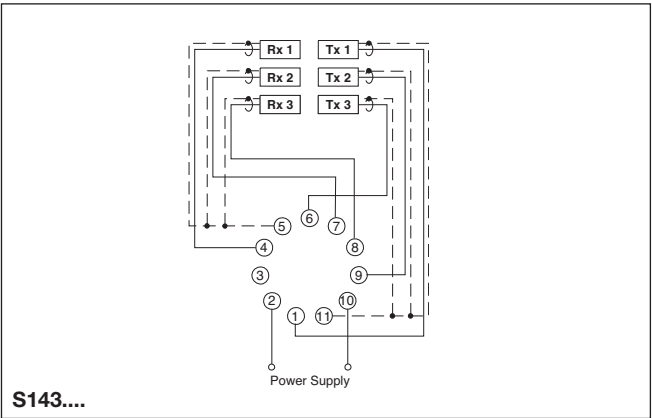 Rx 1 Tx 1
Rx 2 Tx 2
Rx 3 Tx 3
6
5 7
4 8
3 9
2 10
1 11
Power Supply
S143....